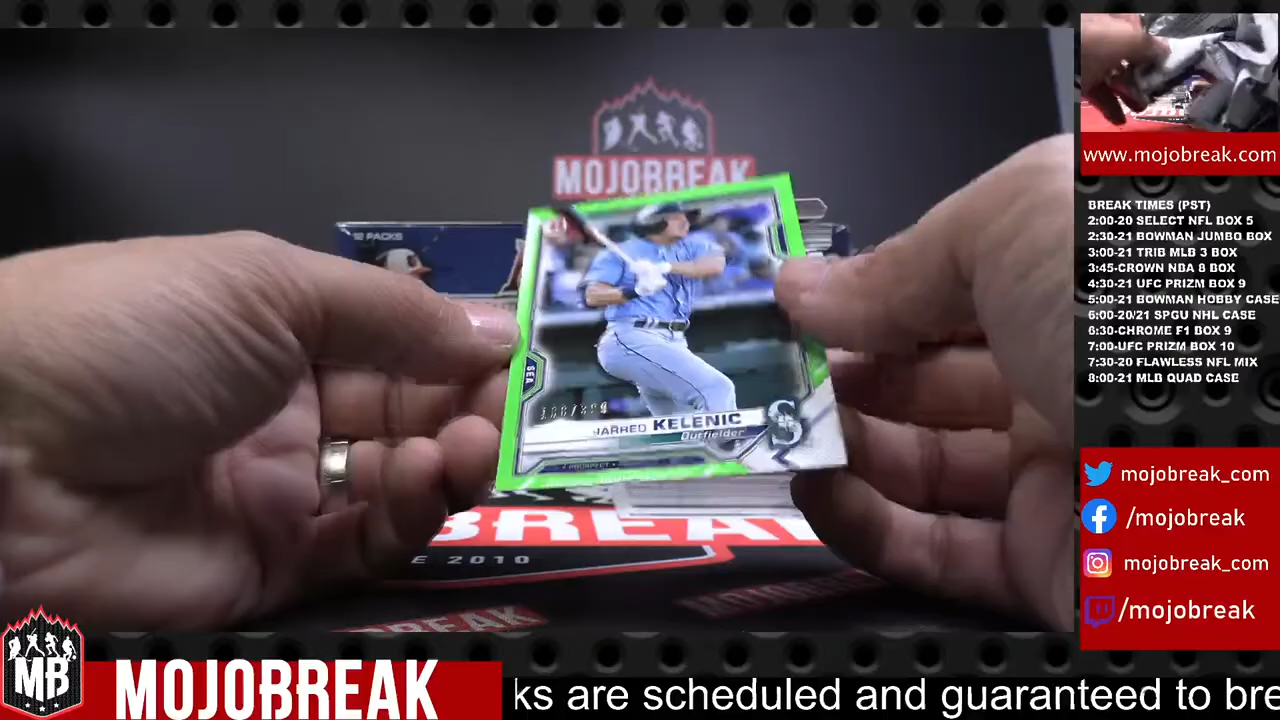 MOJOBREAK
12 PACKS
SEA
JARRED KELENIC
Outfielder
PROSPECT
BREAK
E 2010
BREAK
www.mojobreak.com
BREAK TIMES (PST)
2:00-20 SELECT NFL BOX 5
2:30-21 BOWMAN JUMBO BOX
3:00-21 TRIB MLB 3 BOX
3:45-CROWN NBA 8 BOX
4:30-21 UFC PRIZM BOX 9
5:00-21 BOWMAN HOBBY CASE
6:00-20/21 SPGU NHL CASE
6:30-CHROME F1 BOX 9
7:00-UFC PRIZM BOX 10
7:30-20 FLAWLESS NFL MIX
8:00-21 MLB QUAD CASE
mojobreak_com
/mojobreak
mojobreak_com
/mojobreak
MB
MOJOBREAK
ks are scheduled and guaranteed to bre